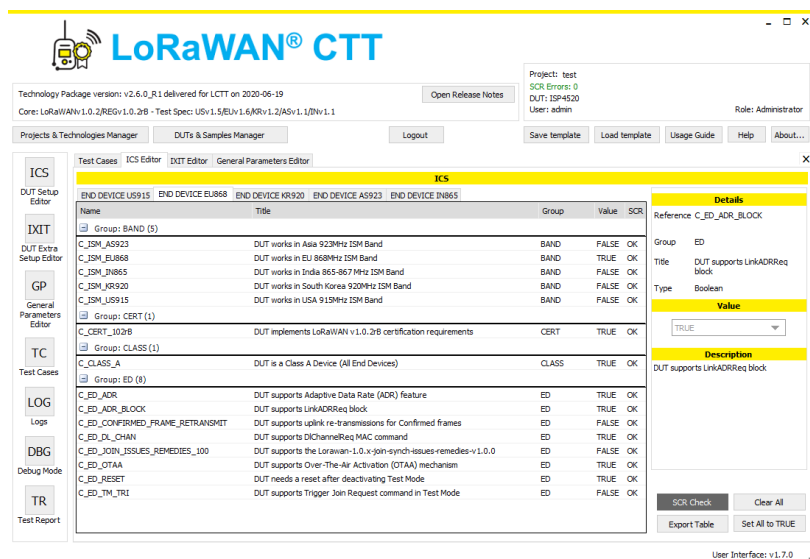 LoRaWAN® CTT
Technology Package version: v2.6.0_R1 delivered for LCTT on 2020-06-19
Open Release Notes
Core: LoRaWANv1.0.2/REGv1.0.2rB - Test Spec: USv1.5/EUv1.6/KRv1.2/ASv1.1/INv1.1
Project: test
SCR Errors: 0
DUT: ISP4520
User: admin
Role: Administrator
Projects & Technologies Manager
DUTs & Samples Manager
Logout
Save template
Load template
Usage Guide
Help
About...
ICS
DUT Setup
Editor
IXIT
DUT Extra
Setup Editor
GP
General
Parameters
Editor
TC
Test Cases
LOG
Logs
DBG
Debug Mode
TR
Test Report
Test Cases ICS Editor IXIT Editor General Parameters Editor X
ICS
END DEVICE US915 END DEVICE EU868 END DEVICE KR920 END DEVICE AS923 END DEVICE IN865
Name Title Group Value SCR
Group: BAND (5)
C_ISM_AS923 DUT works in Asia 923MHz ISM Band BAND FALSE OK
C_ISM_EU868 DUT works in EU 868MHz ISM Band BAND TRUE OK
C_ISM_IN865 DUT works in India 865-867 MHz ISM Band BAND FALSE OK
C_ISM_KR920 DUT works in South Korea 920MHz ISM Band BAND FALSE OK
C_ISM_US915 DUT works in USA 915MHz ISM Band BAND FALSE OK
Group: CERT (1)
C_CERT_102rB DUT implements LoRaWAN v1.0.2rB certification requirements CERT TRUE OK
Group: CLASS (1)
C_CLASS_A DUT is a Class A Device (All End Devices) CLASS TRUE OK
Group: ED (8)
C_ED_ADR DUT supports Adaptive Data Rate (ADR) feature ED TRUE OK
C_ED_ADR_BLOCK DUT supports LinkADRReq block ED TRUE OK
C_ED_CONFIRMED_FRAME_RETRANSMIT DUT supports uplink re-transmissions for Confirmed frames ED FALSE OK
C_ED_DL_CHAN DUT supports DlChannelReq MAC command ED TRUE OK
C_ED_JOIN_ISSUES_REMEDIES_100 DUT supports the Lorawan-1.0.x-join-synch-issues-remedies-v1.0.0 ED FALSE OK
C_ED_OTAA DUT supports Over-The-Air Activation (OTAA) mechanism ED TRUE OK
C_ED_RESET DUT needs a reset after deactivating Test Mode ED TRUE OK
C_ED_TM_TRI DUT supports Trigger Join Request command in Test Mode ED FALSE OK
Details
Reference C_ED_ADR_BLOCK
Group ED
Title DUT supports LinkADRReq
block
Type Boolean
Value
TRUE
Description
DUT supports LinkADRReq block
SCR Check
Clear All
Export Table
Set All to TRUE
User Interface: v1.7.0